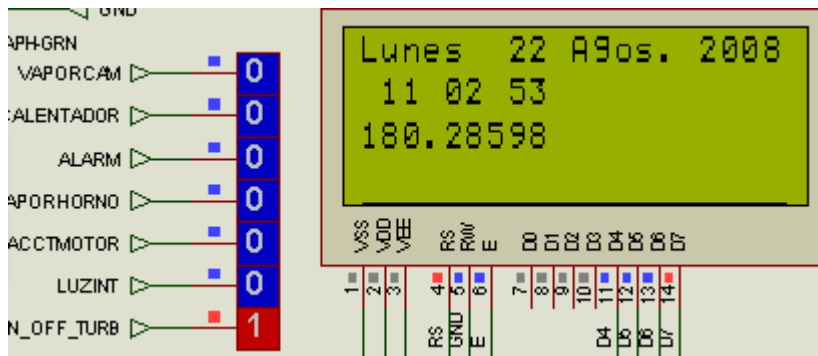 GND
APH-GRN
VAPORCAM 0
CALENTADOR 0
ALARM 0
APORHORNO 0
ACCTMOTOR 0
LUZINT 0
N_OFF_TURB 1
Lunes 22 Agos. 2008
11 02 53
180.28598
VSS VDD VEE RS RW E D0 D1 D2 D3 D4 D5 D6 D7
1 2 3 4 5 6 7 8 9 10 11 12 13 14
RS GND E D4 D5 D6 D7